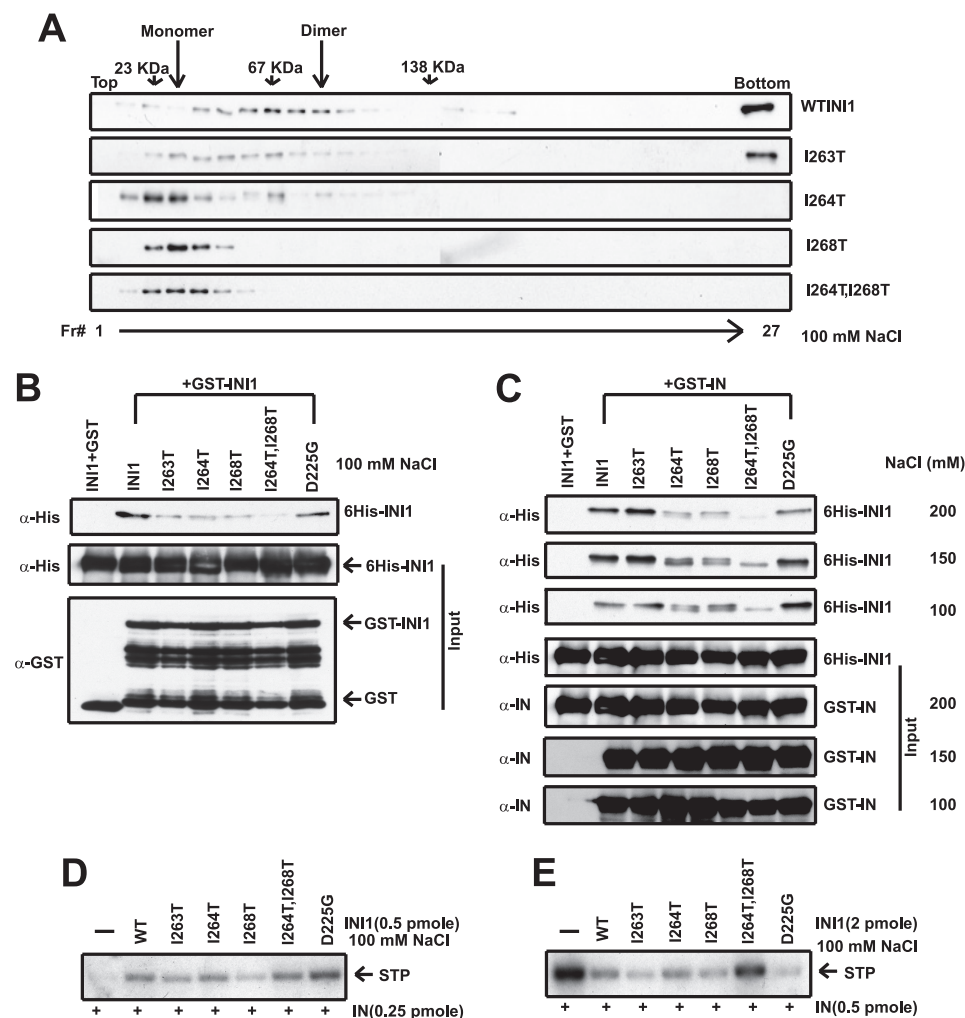 A
Monomer Dimer
23 KDa 67 KDa 138 KDa
Top Bottom
WTINI1
I263T
I264T
I268T
I264T,I268T
Fr# 1 27 100 mM NaCl
B
+GST-INI1
INI1+GST INI1 I263T I264T I268T I264T,I268T D225G 100 mM NaCl
α-His 6His-INI1
α-His 6His-INI1
α-GST GST-INI1
GST
Input
C
+GST-IN
INI1+GST INI1 I263T I264T I268T I264T,I268T D225G NaCl (mM)
α-His 6His-INI1 200
α-His 6His-INI1 150
α-His 6His-INI1 100
α-His 6His-INI1
α-IN GST-IN 200
α-IN GST-IN 150
α-IN GST-IN 100
Input
D
– WT I263T I264T I268T I264T,I268T D225G INI1(0.5 pmole)
100 mM NaCl
STP
+ + + + + + + IN(0.25 pmole)
E
– WT I263T I264T I268T I264T,I268T D225G INI1(2 pmole)
100 mM NaCl
STP
+ + + + + + + IN(0.5 pmole)